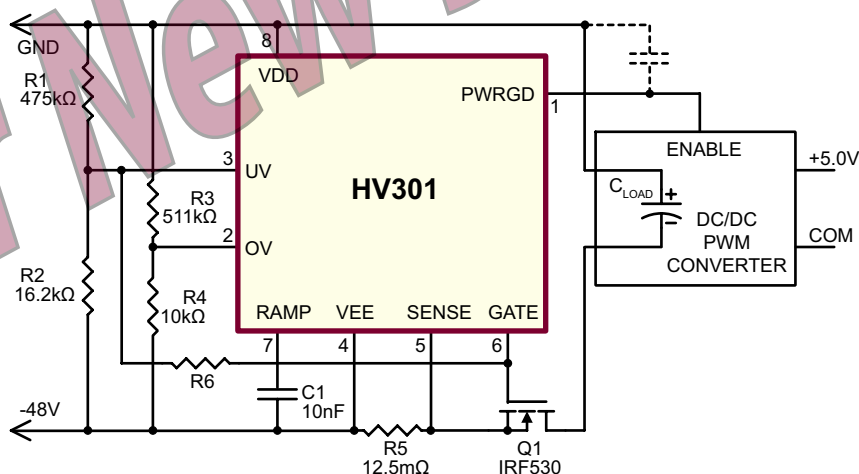 r New
GND
R1
475kΩ
8
VDD
PWRGD
1
ENABLE
+5.0V
3
UV
HV301
R3
511kΩ
CLOAD
+
-
DC/DC
PWM
CONVERTER
COM
2
OV
R2
16.2kΩ
R4
10kΩ
RAMP
VEE
SENSE
GATE
7
4
5
6
R6
C1
10nF
-48V
R5
12.5mΩ
Q1
IRF530